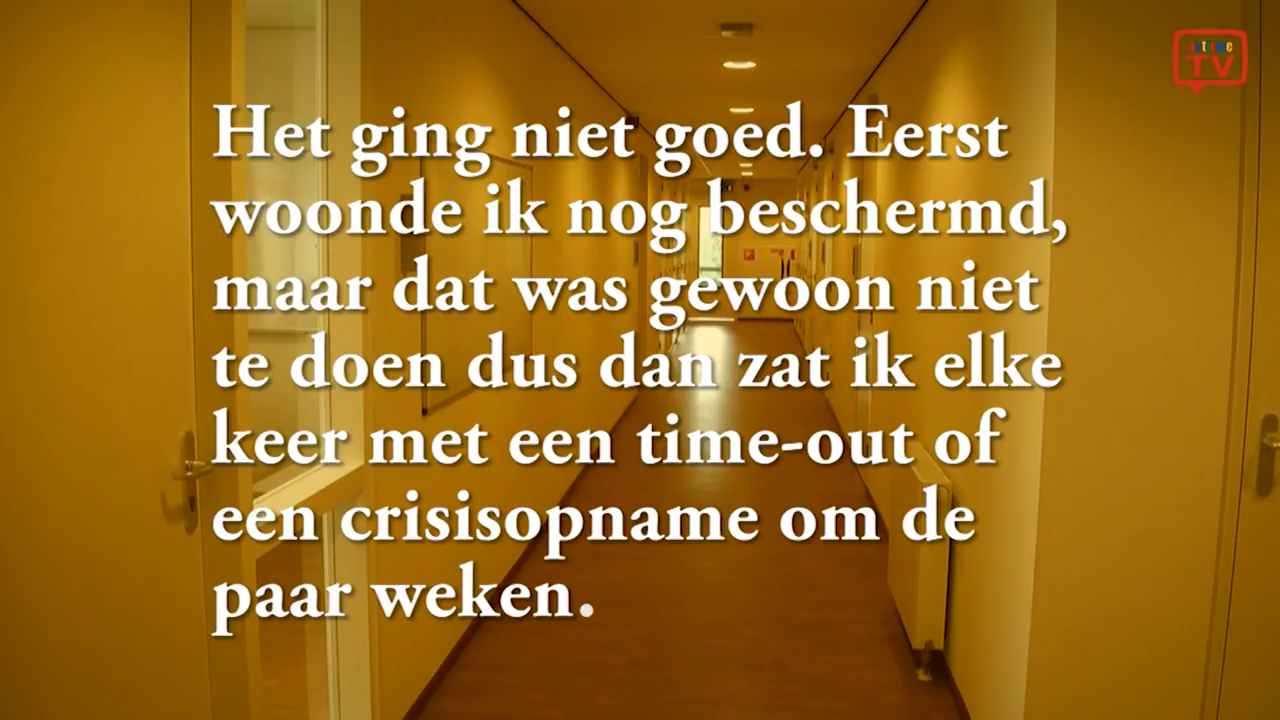 TV
Het ging niet goed. Eerst
woonde ik nog beschermd,
maar dat was gewoon niet
te doen dus dan zat ik elke
keer met een time-out of
een crisisopname om de
paar weken.